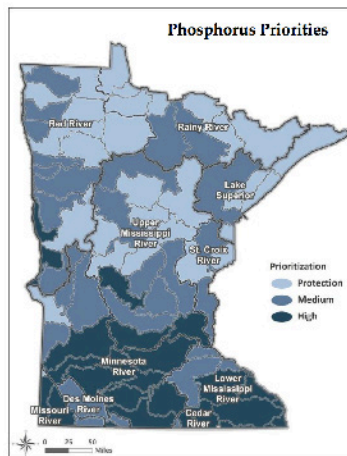 Phosphorus Priorities
Red River
Rainy River
Lake
Superior
Upper
Mississippi
River
St. Croix
River
Prioritization
Protection
Medium
High
Minnesota
River
Lower
Mississippi
River
Des Moines
River
Missouri
River
Cedar
River
0 25 50
Miles